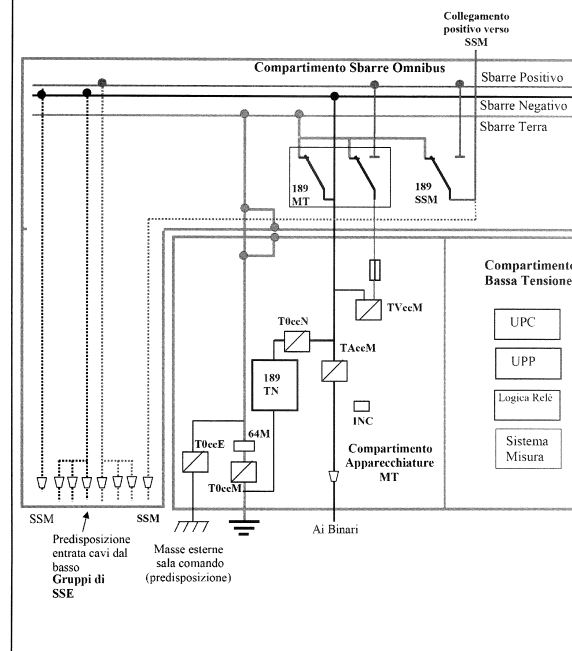 Collegamento
positivo verso
SSM
Compartimento Sbarre Omnibus
Sbarre Positivo
Sbarre Negativo
Sbarre Terra
189
MT
189
SSM
Compartimento
Bassa Tensione
TVccM
UPC
T0ccN
TAccM
UPP
189
TN
Logica Relè
INC
64M
Sistema
Misura
T0ccE
Compartimento
Apparecchiature
MT
T0ccM
SSM
SSM
Ai Binari
Predisposizione
entrata cavi dal
basso
Gruppi di
SSE
Masse esterne
sala comando
(predisposizione)